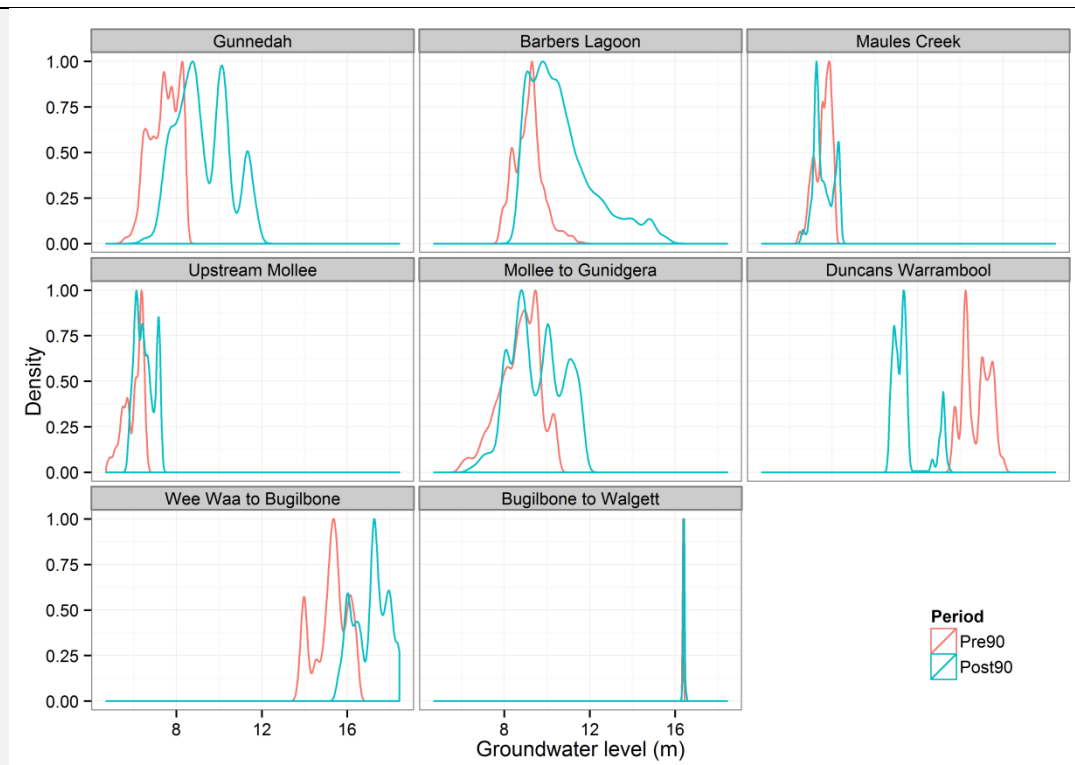 Gunnedah
Barbers Lagoon
Maules Creek
1.00
0.75
0.50
0.25
0.00
Upstream Mollee
Mollee to Gunidgera
Duncans Warrambool
1.00
0.75
0.50
0.25
0.00
Density
Wee Waa to Bugilbone
Bugilbone to Walgett
1.00
0.75
0.50
0.25
0.00
Period
Pre90
Post90
8 12 16
8 12 16
Groundwater level (m)